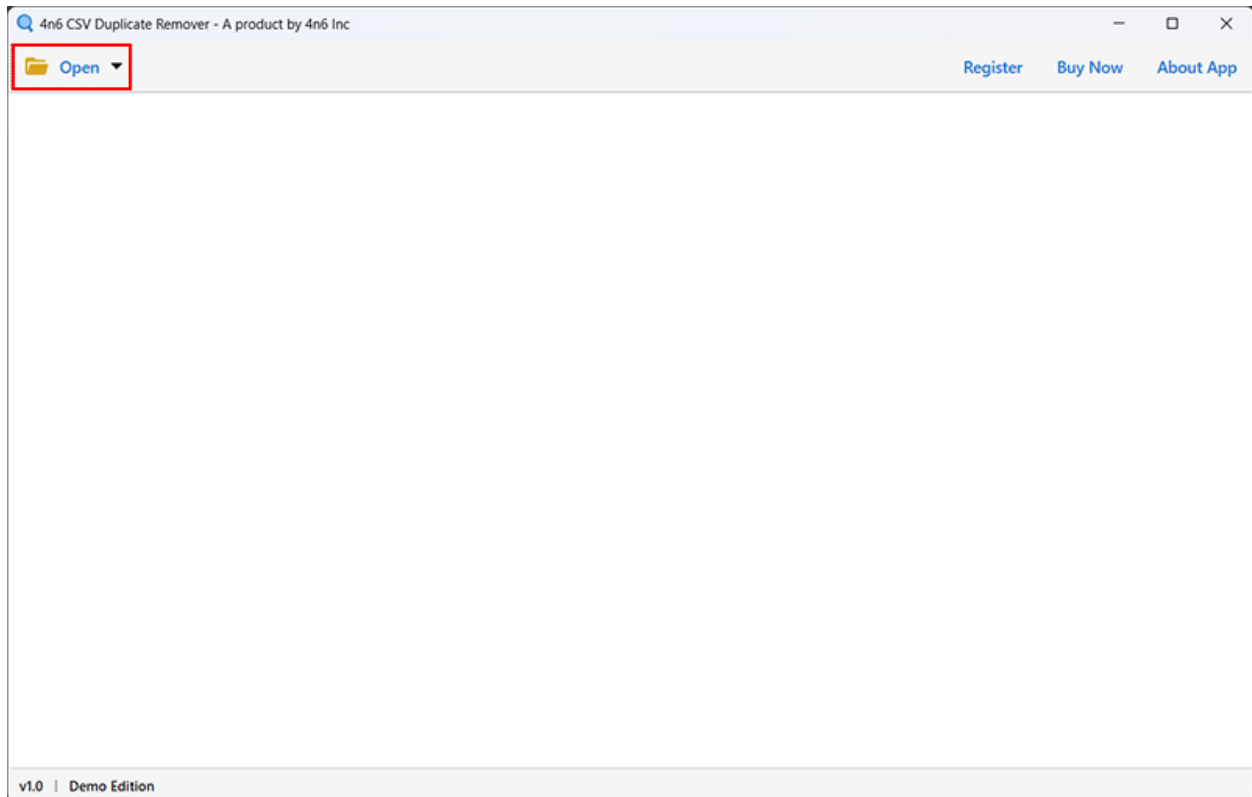 4n6 CSV Duplicate Remover - A product by 4n6 Inc
Open Register Buy Now About App
v1.0 | Demo Edition